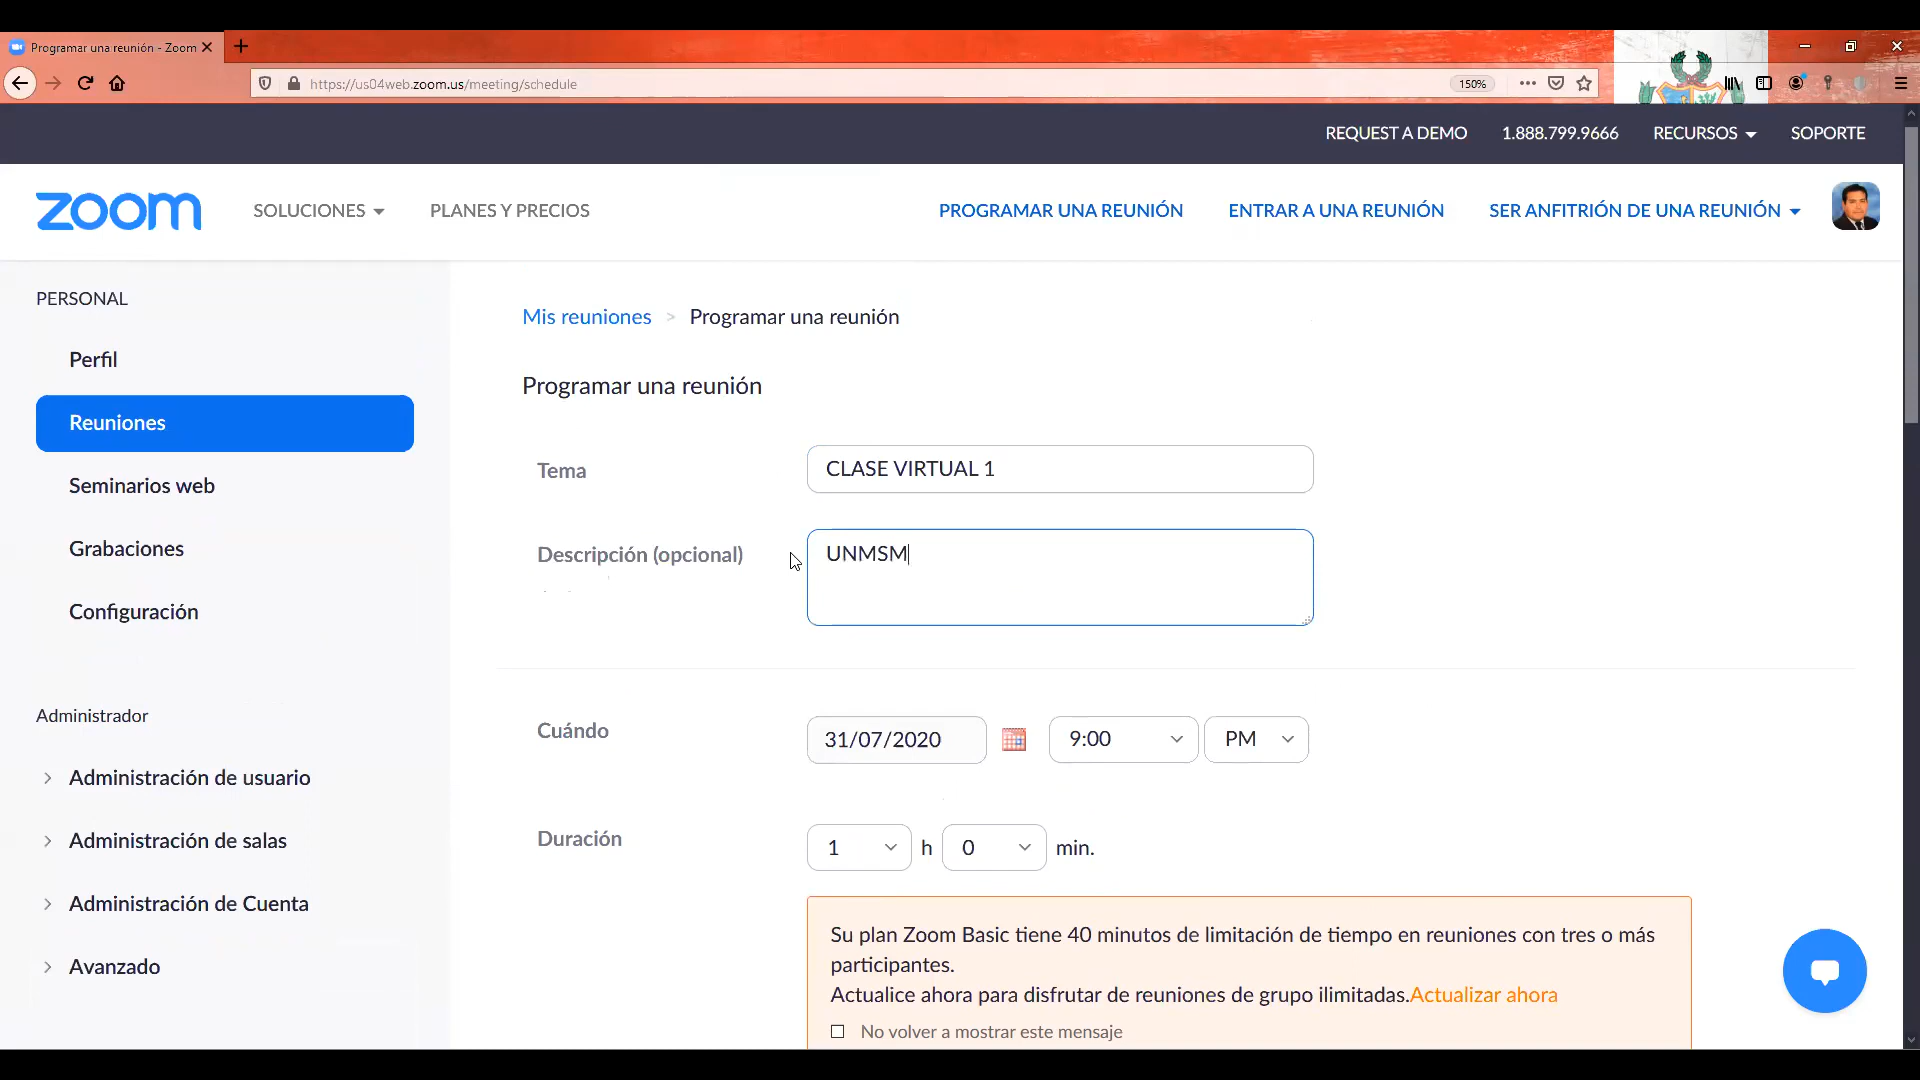 Programar una reunión - Zoom
https://us04web.zoom.us/meeting/schedule
150%
REQUEST A DEMO
1.888.799.9666
RECURSOS
SOPORTE
zoom
SOLUCIONES
PLANES Y PRECIOS
PROGRAMAR UNA REUNIÓN
ENTRAR A UNA REUNIÓN
SER ANFITRIÓN DE UNA REUNIÓN
PERSONAL
Perfil
Reuniones
Seminarios web
Grabaciones
Configuración
Administrador
Administración de usuario
Administración de salas
Administración de Cuenta
Avanzado
Mis reuniones > Programar una reunión
Programar una reunión
Tema
CLASE VIRTUAL 1
Descripción (opcional)
UNMSM
Cuándo
31/07/2020
9:00
PM
Duración
1 h 0 min.
Su plan Zoom Basic tiene 40 minutos de limitación de tiempo en reuniones con tres o más
participantes.
Actualice ahora para disfrutar de reuniones de grupo ilimitadas.Actualizar ahora
No volver a mostrar este mensaje